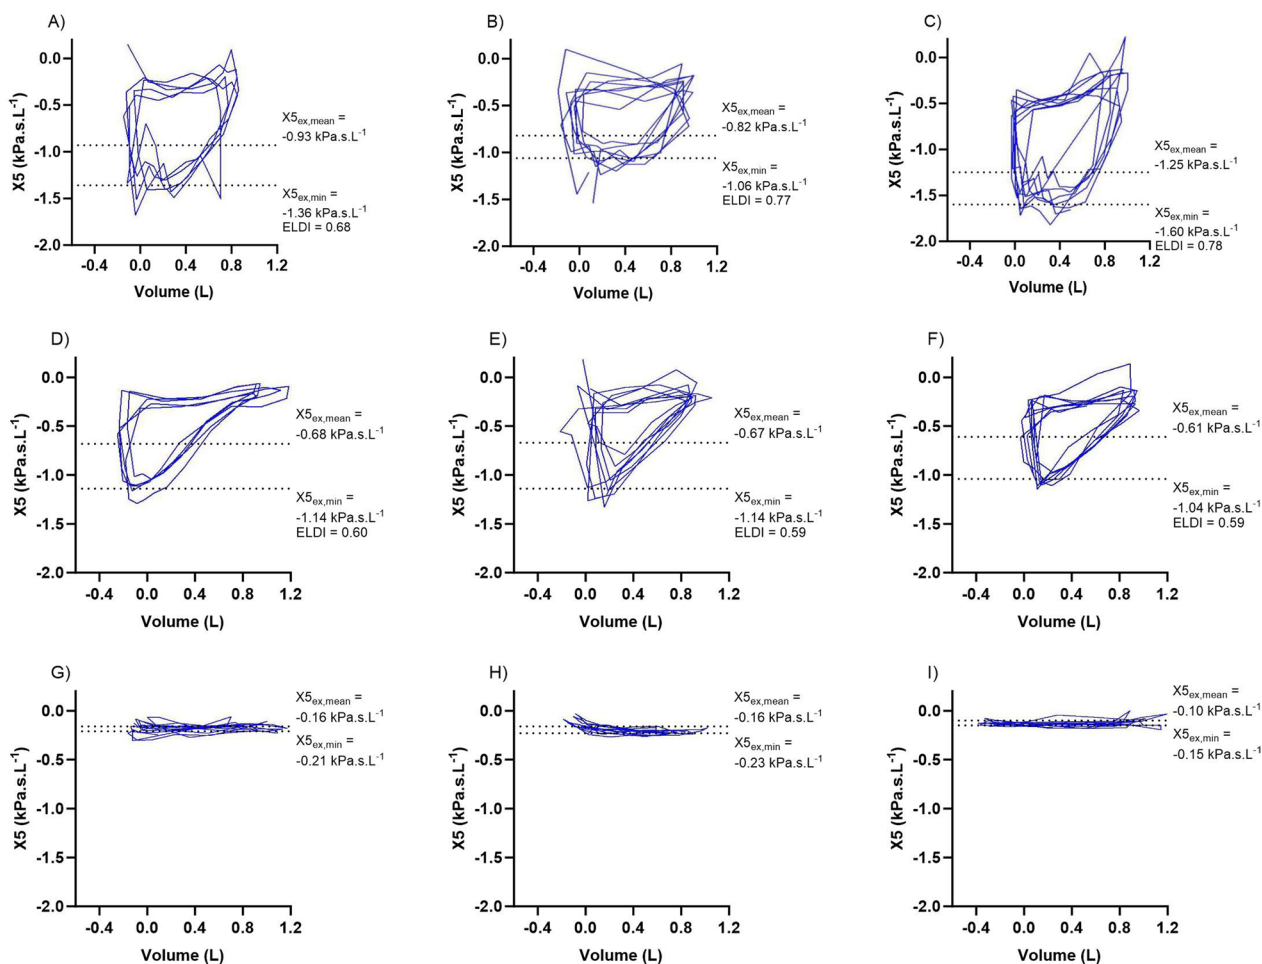 A)
0.0
-0.5
-1.0
-1.5
-2.0
X5 (kPa.s.L-1)
-0.4 0.0 0.4 0.8 1.2
Volume (L)
X5ex,mean =
-0.93 kPa.s.L-1
X5ex,min =
-1.36 kPa.s.L-1
ELDI = 0.68
B)
0.0
-0.5
-1.0
-1.5
-2.0
X5 (kPa.s.L-1)
-0.4 0.0 0.4 0.8 1.2
Volume (L)
X5ex,mean =
-0.82 kPa.s.L-1
X5ex,min =
-1.06 kPa.s.L-1
ELDI = 0.77
C)
0.0
-0.5
-1.0
-1.5
-2.0
X5 (kPa.s.L-1)
-0.4 0.0 0.4 0.8 1.2
Volume (L)
X5ex,mean =
-1.25 kPa.s.L-1
X5ex,min =
-1.60 kPa.s.L-1
ELDI = 0.78
D)
0.0
-0.5
-1.0
-1.5
-2.0
X5 (kPa.s.L-1)
-0.4 0.0 0.4 0.8 1.2
Volume (L)
X5ex,mean =
-0.68 kPa.s.L-1
X5ex,min =
-1.14 kPa.s.L-1
ELDI = 0.60
E)
0.0
-0.5
-1.0
-1.5
-2.0
X5 (kPa.s.L-1)
-0.4 0.0 0.4 0.8 1.2
Volume (L)
X5ex,mean =
-0.67 kPa.s.L-1
X5ex,min =
-1.14 kPa.s.L-1
ELDI = 0.59
F)
0.0
-0.5
-1.0
-1.5
-2.0
X5 (kPa.s.L-1)
-0.4 0.0 0.4 0.8 1.2
Volume (L)
X5ex,mean =
-0.61 kPa.s.L-1
X5ex,min =
-1.04 kPa.s.L-1
ELDI = 0.59
G)
0.0
-0.5
-1.0
-1.5
-2.0
X5 (kPa.s.L-1)
-0.4 0.0 0.4 0.8 1.2
Volume (L)
X5ex,mean =
-0.16 kPa.s.L-1
X5ex,min =
-0.21 kPa.s.L-1
H)
0.0
-0.5
-1.0
-1.5
-2.0
X5 (kPa.s.L-1)
-0.4 0.0 0.4 0.8 1.2
Volume (L)
X5ex,mean =
-0.16 kPa.s.L-1
X5ex,min =
-0.23 kPa.s.L-1
I)
0.0
-0.5
-1.0
-1.5
-2.0
X5 (kPa.s.L-1)
-0.4 0.0 0.4 0.8 1.2
Volume (L)
X5ex,mean =
-0.10 kPa.s.L-1
X5ex,min =
-0.15 kPa.s.L-1